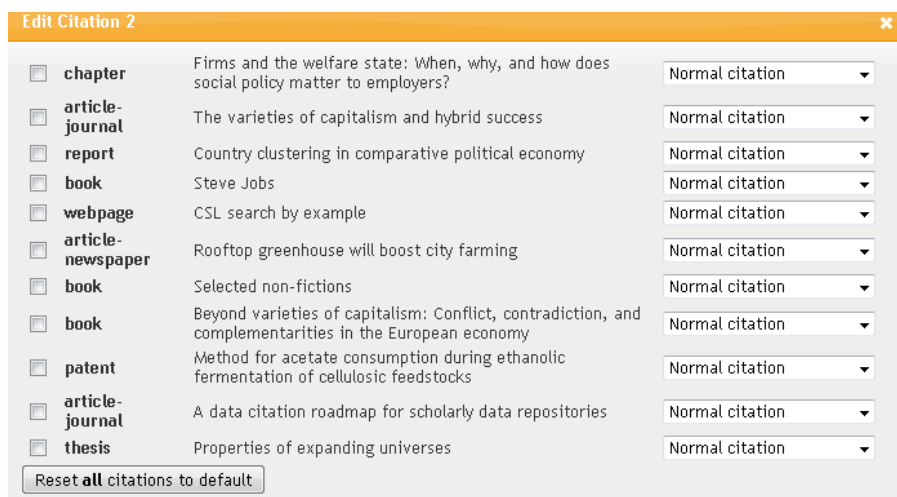 Edit Citation 2
chapter
Firms and the welfare state: When, why, and how does
social policy matter to employers?
Normal citation
article-
journal
The varieties of capitalism and hybrid success
Normal citation
report
Country clustering in comparative political economy
Normal citation
book
Steve Jobs
Normal citation
webpage
CSL search by example
Normal citation
article-
newspaper
Rooftop greenhouse will boost city farming
Normal citation
book
Selected non-fictions
Normal citation
book
Beyond varieties of capitalism: Conflict, contradiction, and
complementarities in the European economy
Normal citation
patent
Method for acetate consumption during ethanolic
fermentation of cellulosic feedstocks
Normal citation
article-
journal
A data citation roadmap for scholarly data repositories
Normal citation
thesis
Properties of expanding universes
Normal citation
Reset all citations to default